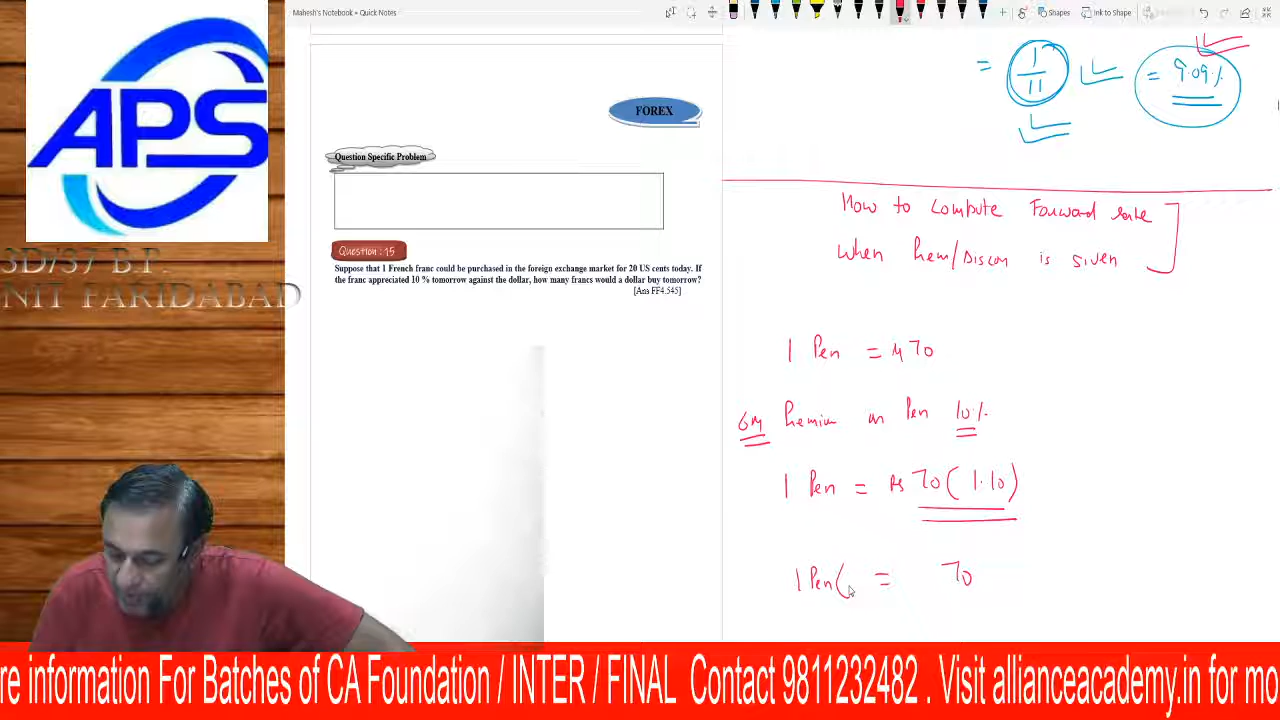 Mahesh's Notebook » Quick Notes
Shapes
Ink to Shape
APS
3D/37 B.P.
NIT FARIDABAD
FOREX
Question Specific Problem
Question : 15
Suppose that 1 French franc could be purchased in the foreign exchange market for 20 US cents today. If
the franc appreciated 10 % tomorrow against the dollar, how many francs would a dollar buy tomorrow?
[Ans FF4.545]
= 1/11 = 9.09%
How to Compute Forward Rate
when Prem/Discon is given
1 Pen = 70
6M Premium on Pen 10%
1 Pen = Rs 70 ( 1.10 )
1 Pen ( = 70
re information For Batches of CA Foundation / INTER / FINAL Contact 9811232482 . Visit allianceacademy.in for mo